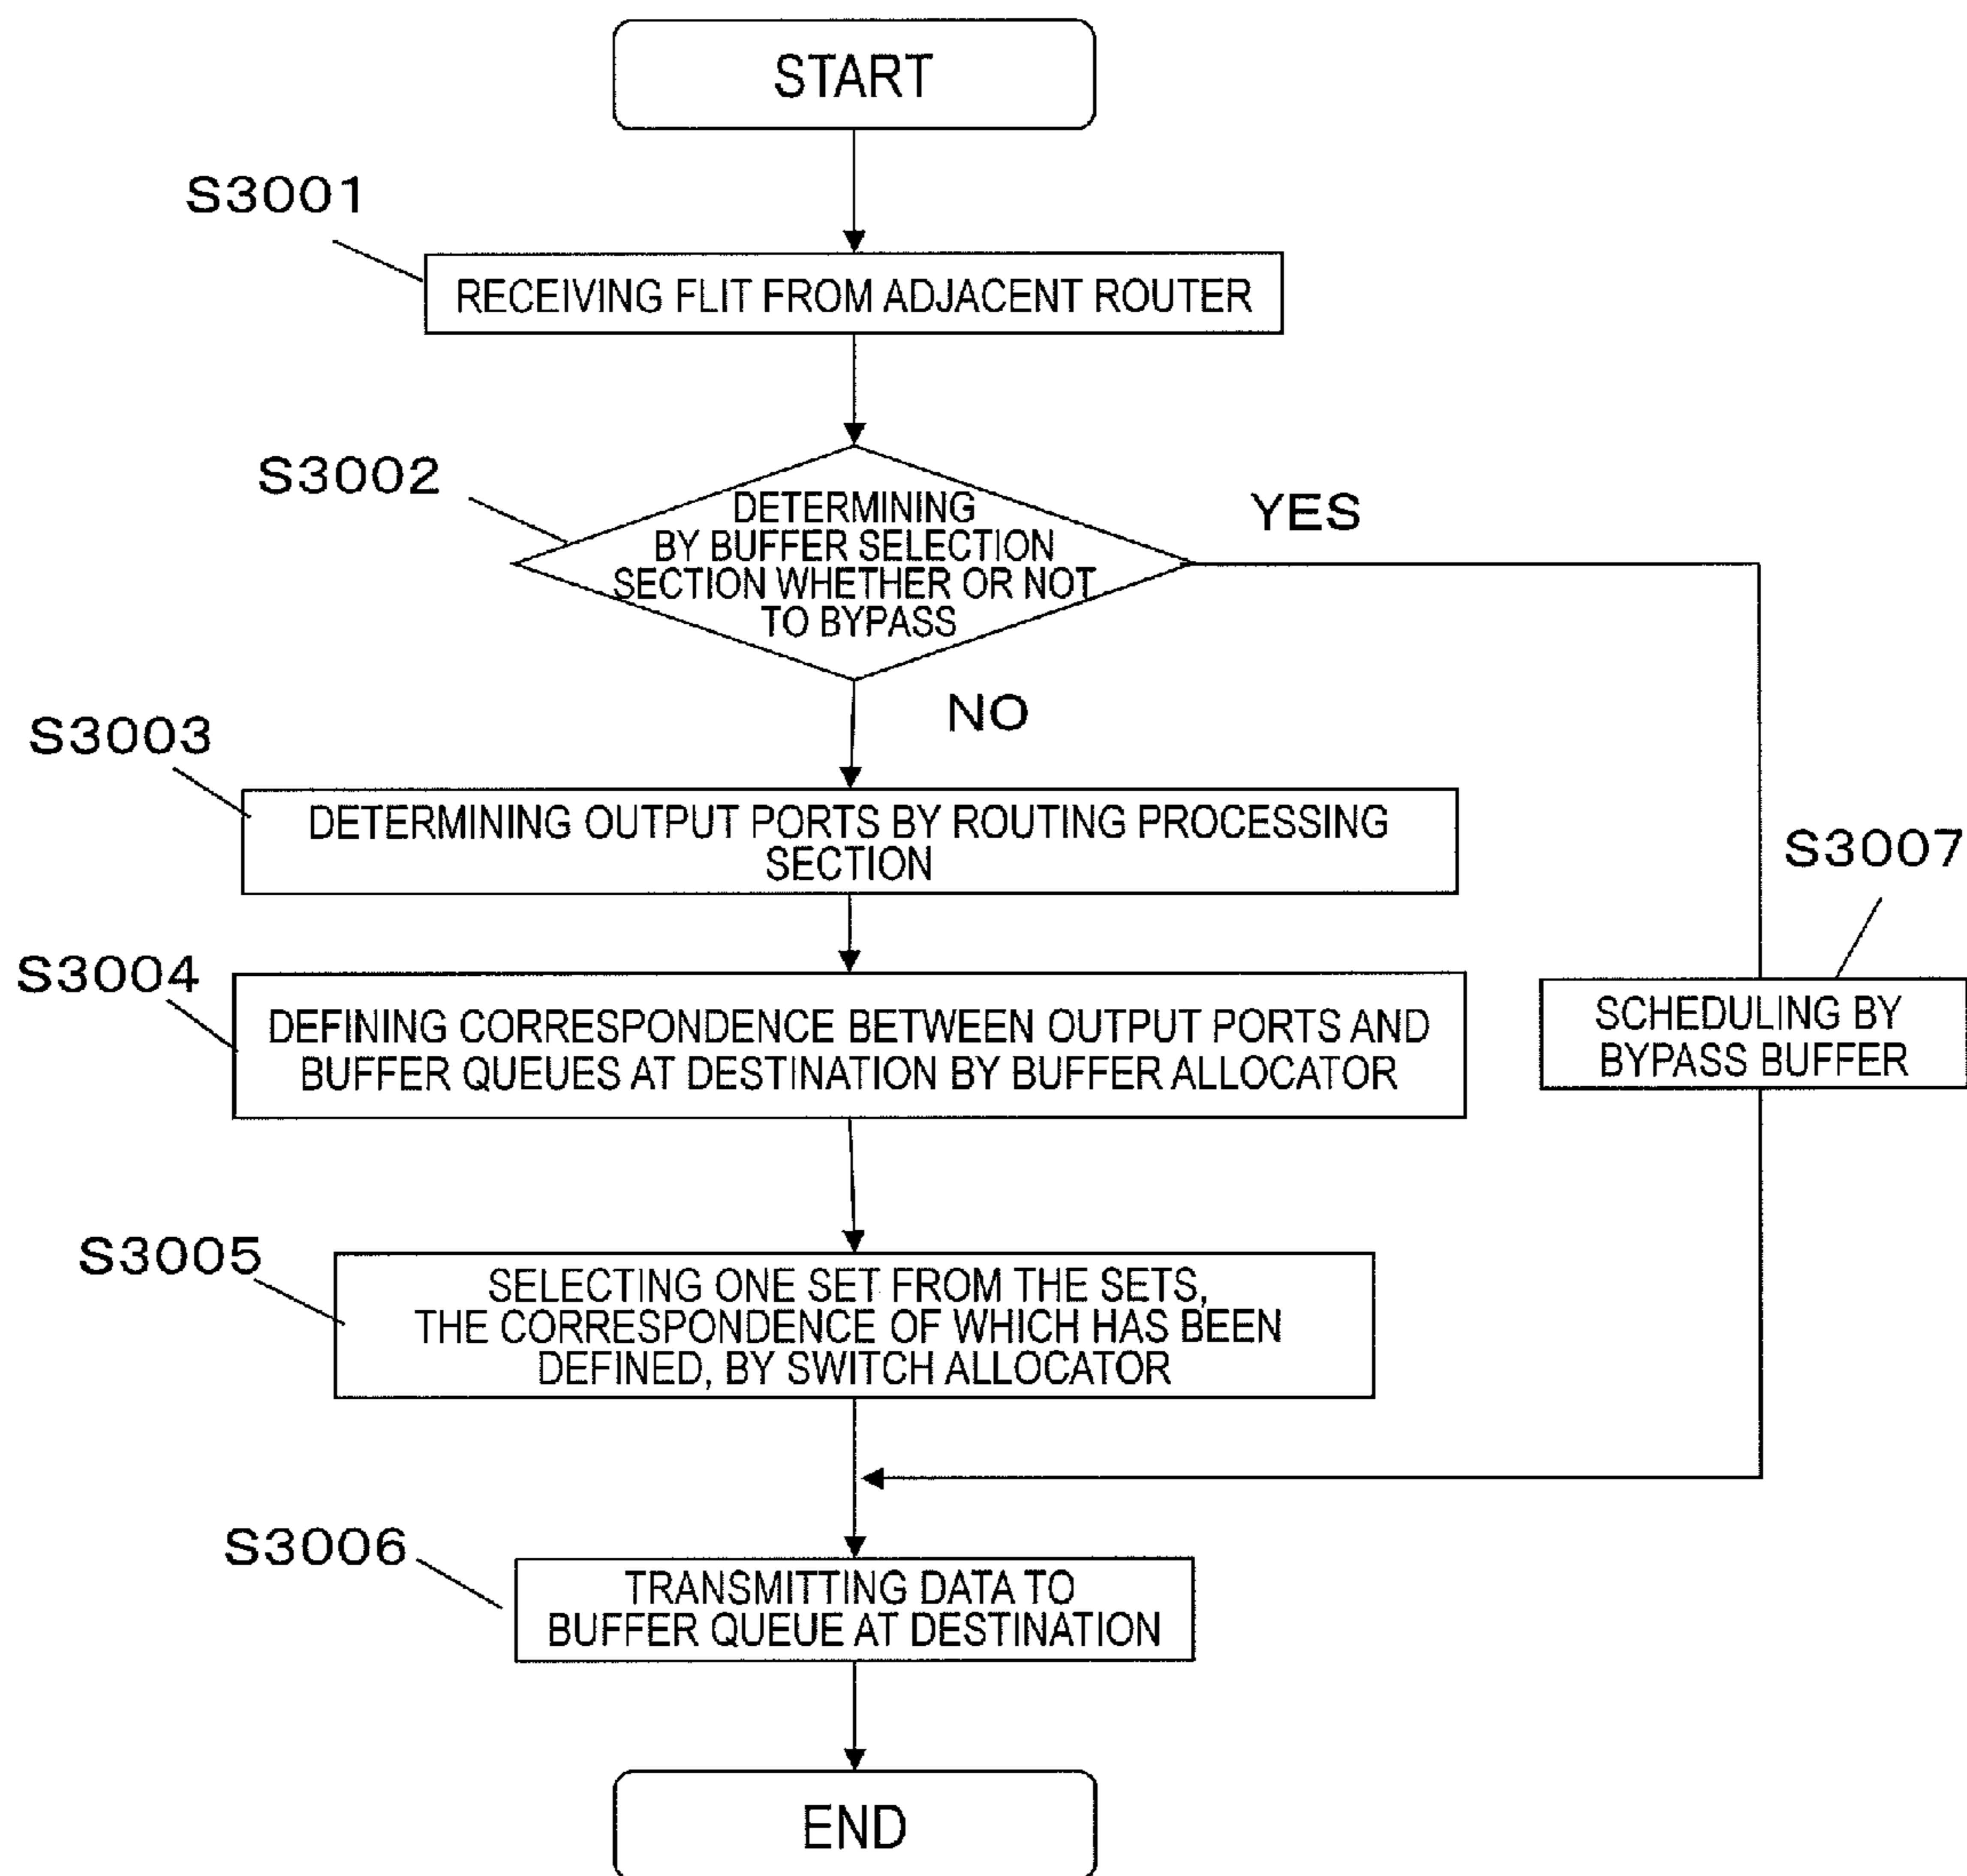 START
S3001
RECEIVING FLIT FROM ADJACENT ROUTER
S3002
DETERMINING
BY BUFFER SELECTION
SECTION WHETHER OR NOT
TO BYPASS
YES
NO
S3003
DETERMINING OUTPUT PORTS BY ROUTING PROCESSING
SECTION
S3007
SCHEDULING BY
BYPASS BUFFER
S3004
DEFINING CORRESPONDENCE BETWEEN OUTPUT PORTS AND
BUFFER QUEUES AT DESTINATION BY BUFFER ALLOCATOR
S3005
SELECTING ONE SET FROM THE SETS,
THE CORRESPONDENCE OF WHICH HAS BEEN
DEFINED, BY SWITCH ALLOCATOR
S3006
TRANSMITTING DATA TO
BUFFER QUEUE AT DESTINATION
END